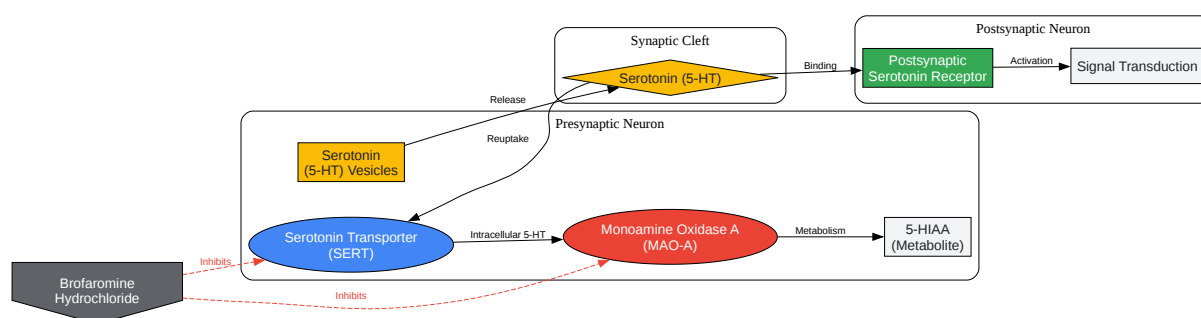 Postsynaptic Neuron
Synaptic Cleft
Serotonin (5-HT)
Binding
Postsynaptic
Serotonin Receptor
Activation
Signal Transduction
Release
Presynaptic Neuron
Reuptake
Serotonin
(5-HT) Vesicles
Serotonin Transporter
(SERT)
Intracellular 5-HT
Monoamine Oxidase A
(MAO-A)
Metabolism
5-HIAA
(Metabolite)
Inhibits
Brofaromine
Hydrochloride
Inhibits